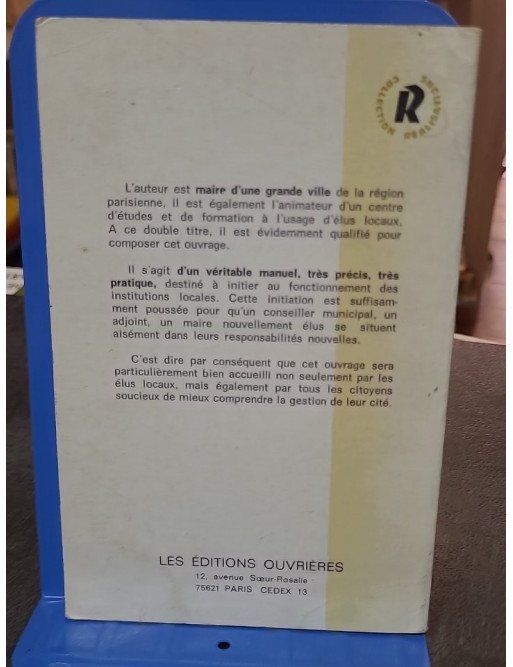 COLLECTION RÉALISATIONS
R
L'auteur est maire d'une grande ville de la région
parisienne, il est également l'animateur d'un centre
d'études et de formation à l'usage d'élus locaux.
A ce double titre, il est évidemment qualifié pour
composer cet ouvrage.
Il s'agit d'un véritable manuel, très précis, très
pratique, destiné à initier au fonctionnement des
institutions locales. Cette initiation est suffisam-
ment poussée pour qu'un conseiller municipal, un
adjoint, un maire nouvellement élus se situent
aisément dans leurs responsabilités nouvelles.
C'est dire par conséquent que cet ouvrage sera
particulièrement bien accueilli non seulement par les
élus locaux, mais également par tous les citoyens
soucieux de mieux comprendre la gestion de leur cité.
LES ÉDITIONS OUVRIÈRES
12, avenue Sœur-Rosalie
75621 PARIS CEDEX 13